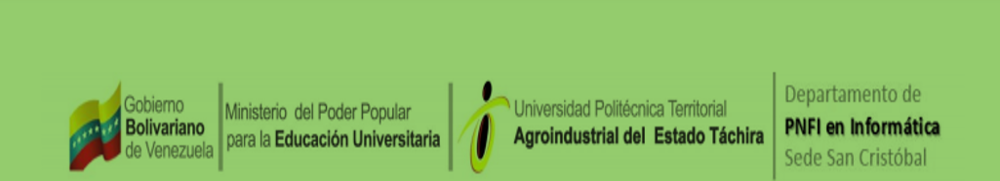 Gobierno
Bolivariano
de Venezuela
Ministerio del Poder Popular
para la Educación Universitaria
Universidad Politécnica Territorial
Agroindustrial del Estado Táchira
Departamento de
PNFI en Informática
Sede San Cristóbal